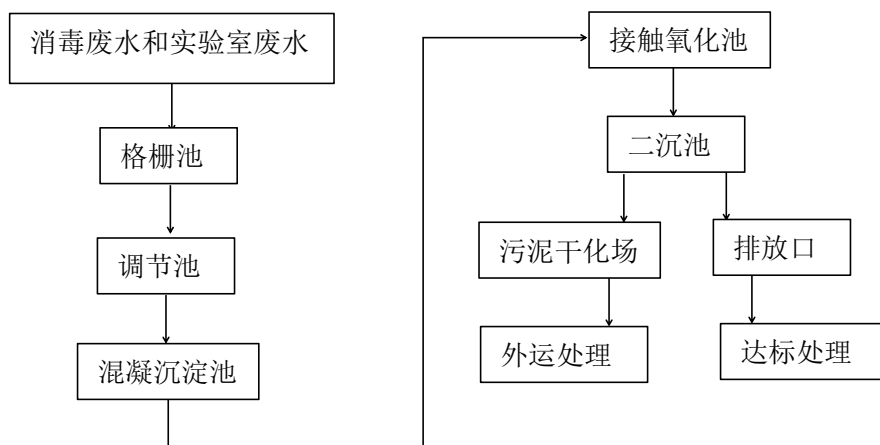 消毒废水和实验室废水
格栅池
调节池
混凝沉淀池
接触氧化池
二沉池
污泥干化场
排放口
外运处理
达标处理